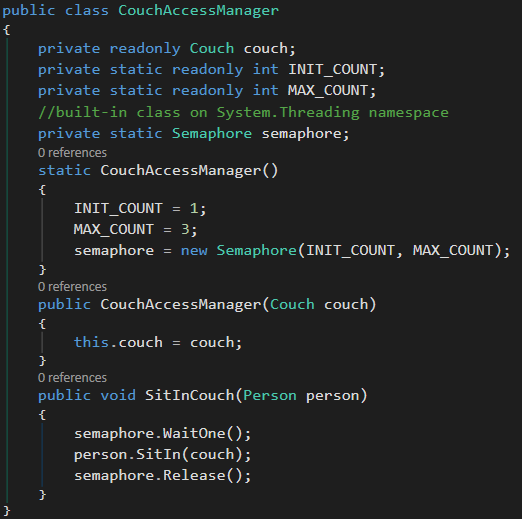 public class CouchAccessManager
{
private readonly Couch couch;
private static readonly int INIT_COUNT;
private static readonly int MAX_COUNT;
//built-in class on System.Threading namespace
private static Semaphore semaphore;
0 references
static CouchAccessManager()
{
INIT_COUNT = 1;
MAX_COUNT = 3;
semaphore = new Semaphore(INIT_COUNT, MAX_COUNT);
}
0 references
public CouchAccessManager(Couch couch)
{
this.couch = couch;
}
0 references
public void SitInCouch(Person person)
{
semaphore.WaitOne();
person.SitIn(couch);
semaphore.Release();
}
}